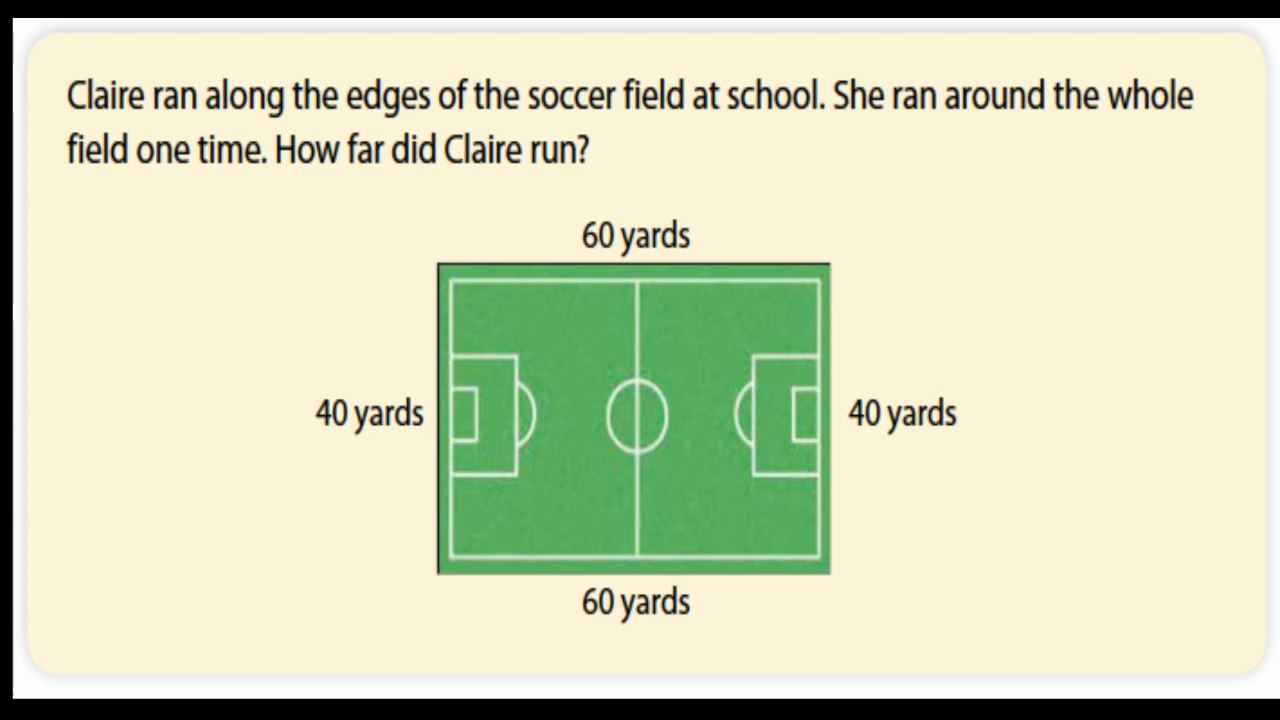 Claire ran along the edges of the soccer field at school. She ran around the whole
field one time. How far did Claire run?
60 yards
40 yards
40 yards
60 yards